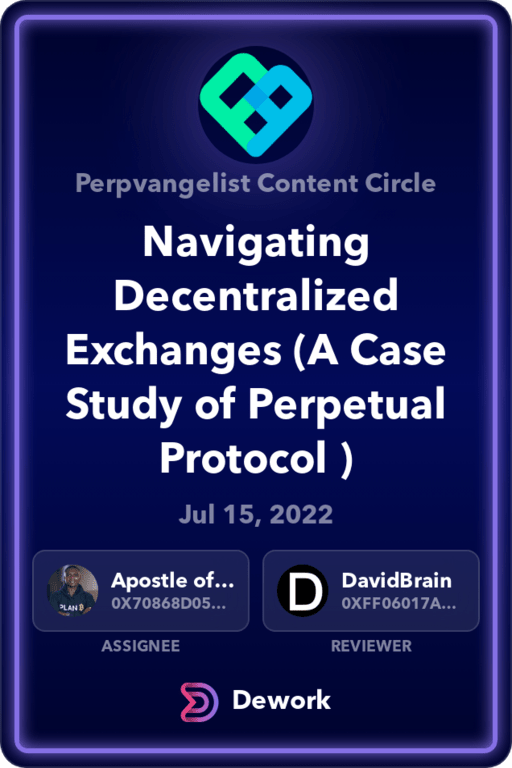 Perpvangelist Content Circle
Navigating
Decentralized
Exchanges (A Case
Study of Perpetual
Protocol )
Jul 15, 2022
Apostle of...
0X70868D05...
PLAN B
ASSIGNEE
DavidBrain
0XFF06017A...
D
REVIEWER
Dework